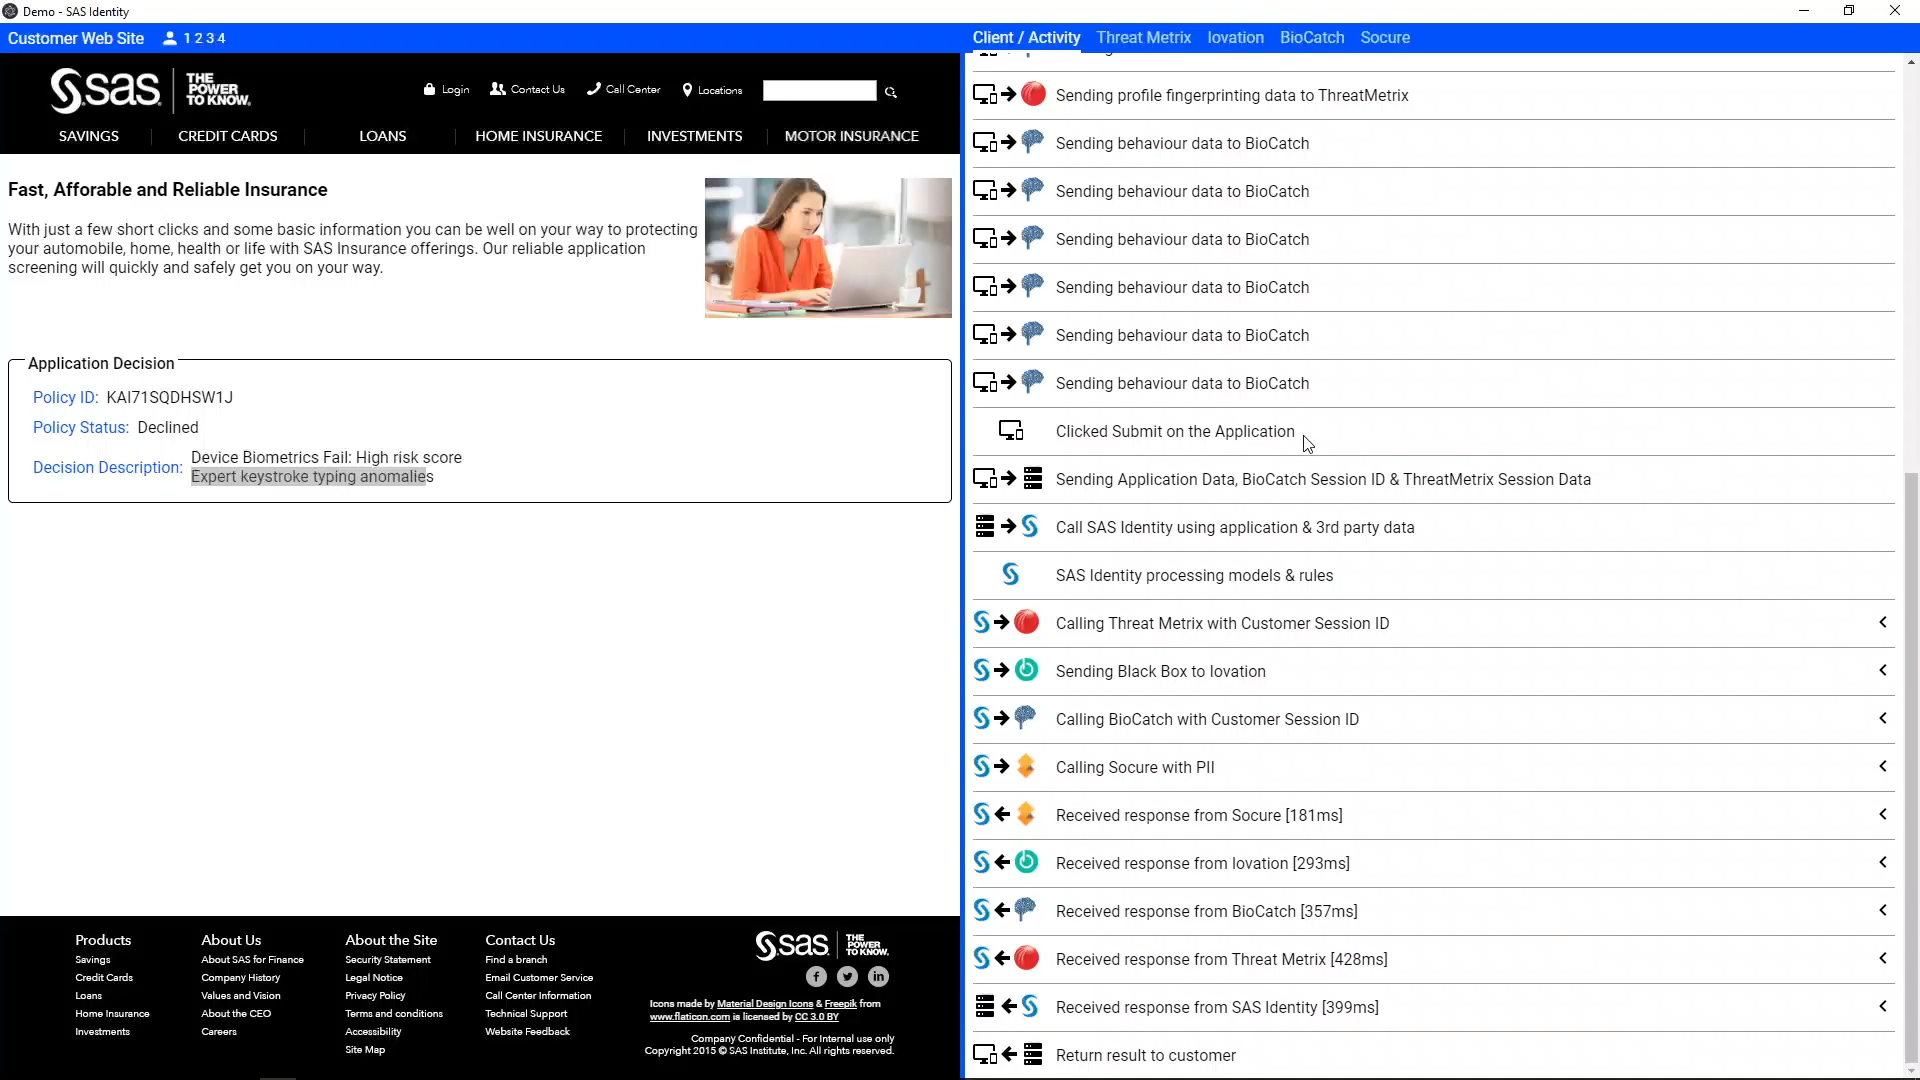 Demo - SAS Identity
Customer Web Site 1 2 3 4
Client / Activity Threat Metrix Iovation BioCatch Socure
sas THE POWER TO KNOW.
Login Contact Us Call Center Locations
SAVINGS CREDIT CARDS LOANS HOME INSURANCE INVESTMENTS MOTOR INSURANCE
Fast, Afforable and Reliable Insurance
With just a few short clicks and some basic information you can be well on your way to protecting
your automobile, home, health or life with SAS Insurance offerings. Our reliable application
screening will quickly and safely get you on your way.
Application Decision
Policy ID: KAI71SQDHSW1J
Policy Status: Declined
Decision Description: Device Biometrics Fail: High risk score
Expert keystroke typing anomalies
Products
Savings
Credit Cards
Loans
Home Insurance
Investments
About Us
About SAS for Finance
Company History
Values and Vision
About the CEO
Careers
About the Site
Security Statement
Legal Notice
Privacy Policy
Terms and conditions
Accessibility
Site Map
Contact Us
Find a branch
Email Customer Service
Call Center Information
Technical Support
Website Feedback
sas THE POWER TO KNOW.
Icons made by Material Design Icons & Freepik from
www.flaticon.com is licensed by CC 3.0 BY
Company Confidential - For Internal use only
Copyright 2015 © SAS Institute, Inc. All rights reserved.
Sending profile fingerprinting data to ThreatMetrix
Sending behaviour data to BioCatch
Sending behaviour data to BioCatch
Sending behaviour data to BioCatch
Sending behaviour data to BioCatch
Sending behaviour data to BioCatch
Sending behaviour data to BioCatch
Clicked Submit on the Application
Sending Application Data, BioCatch Session ID & ThreatMetrix Session Data
Call SAS Identity using application & 3rd party data
SAS Identity processing models & rules
Calling Threat Metrix with Customer Session ID
Sending Black Box to Iovation
Calling BioCatch with Customer Session ID
Calling Socure with PII
Received response from Socure [181ms]
Received response from Iovation [293ms]
Received response from BioCatch [357ms]
Received response from Threat Metrix [428ms]
Received response from SAS Identity [399ms]
Return result to customer